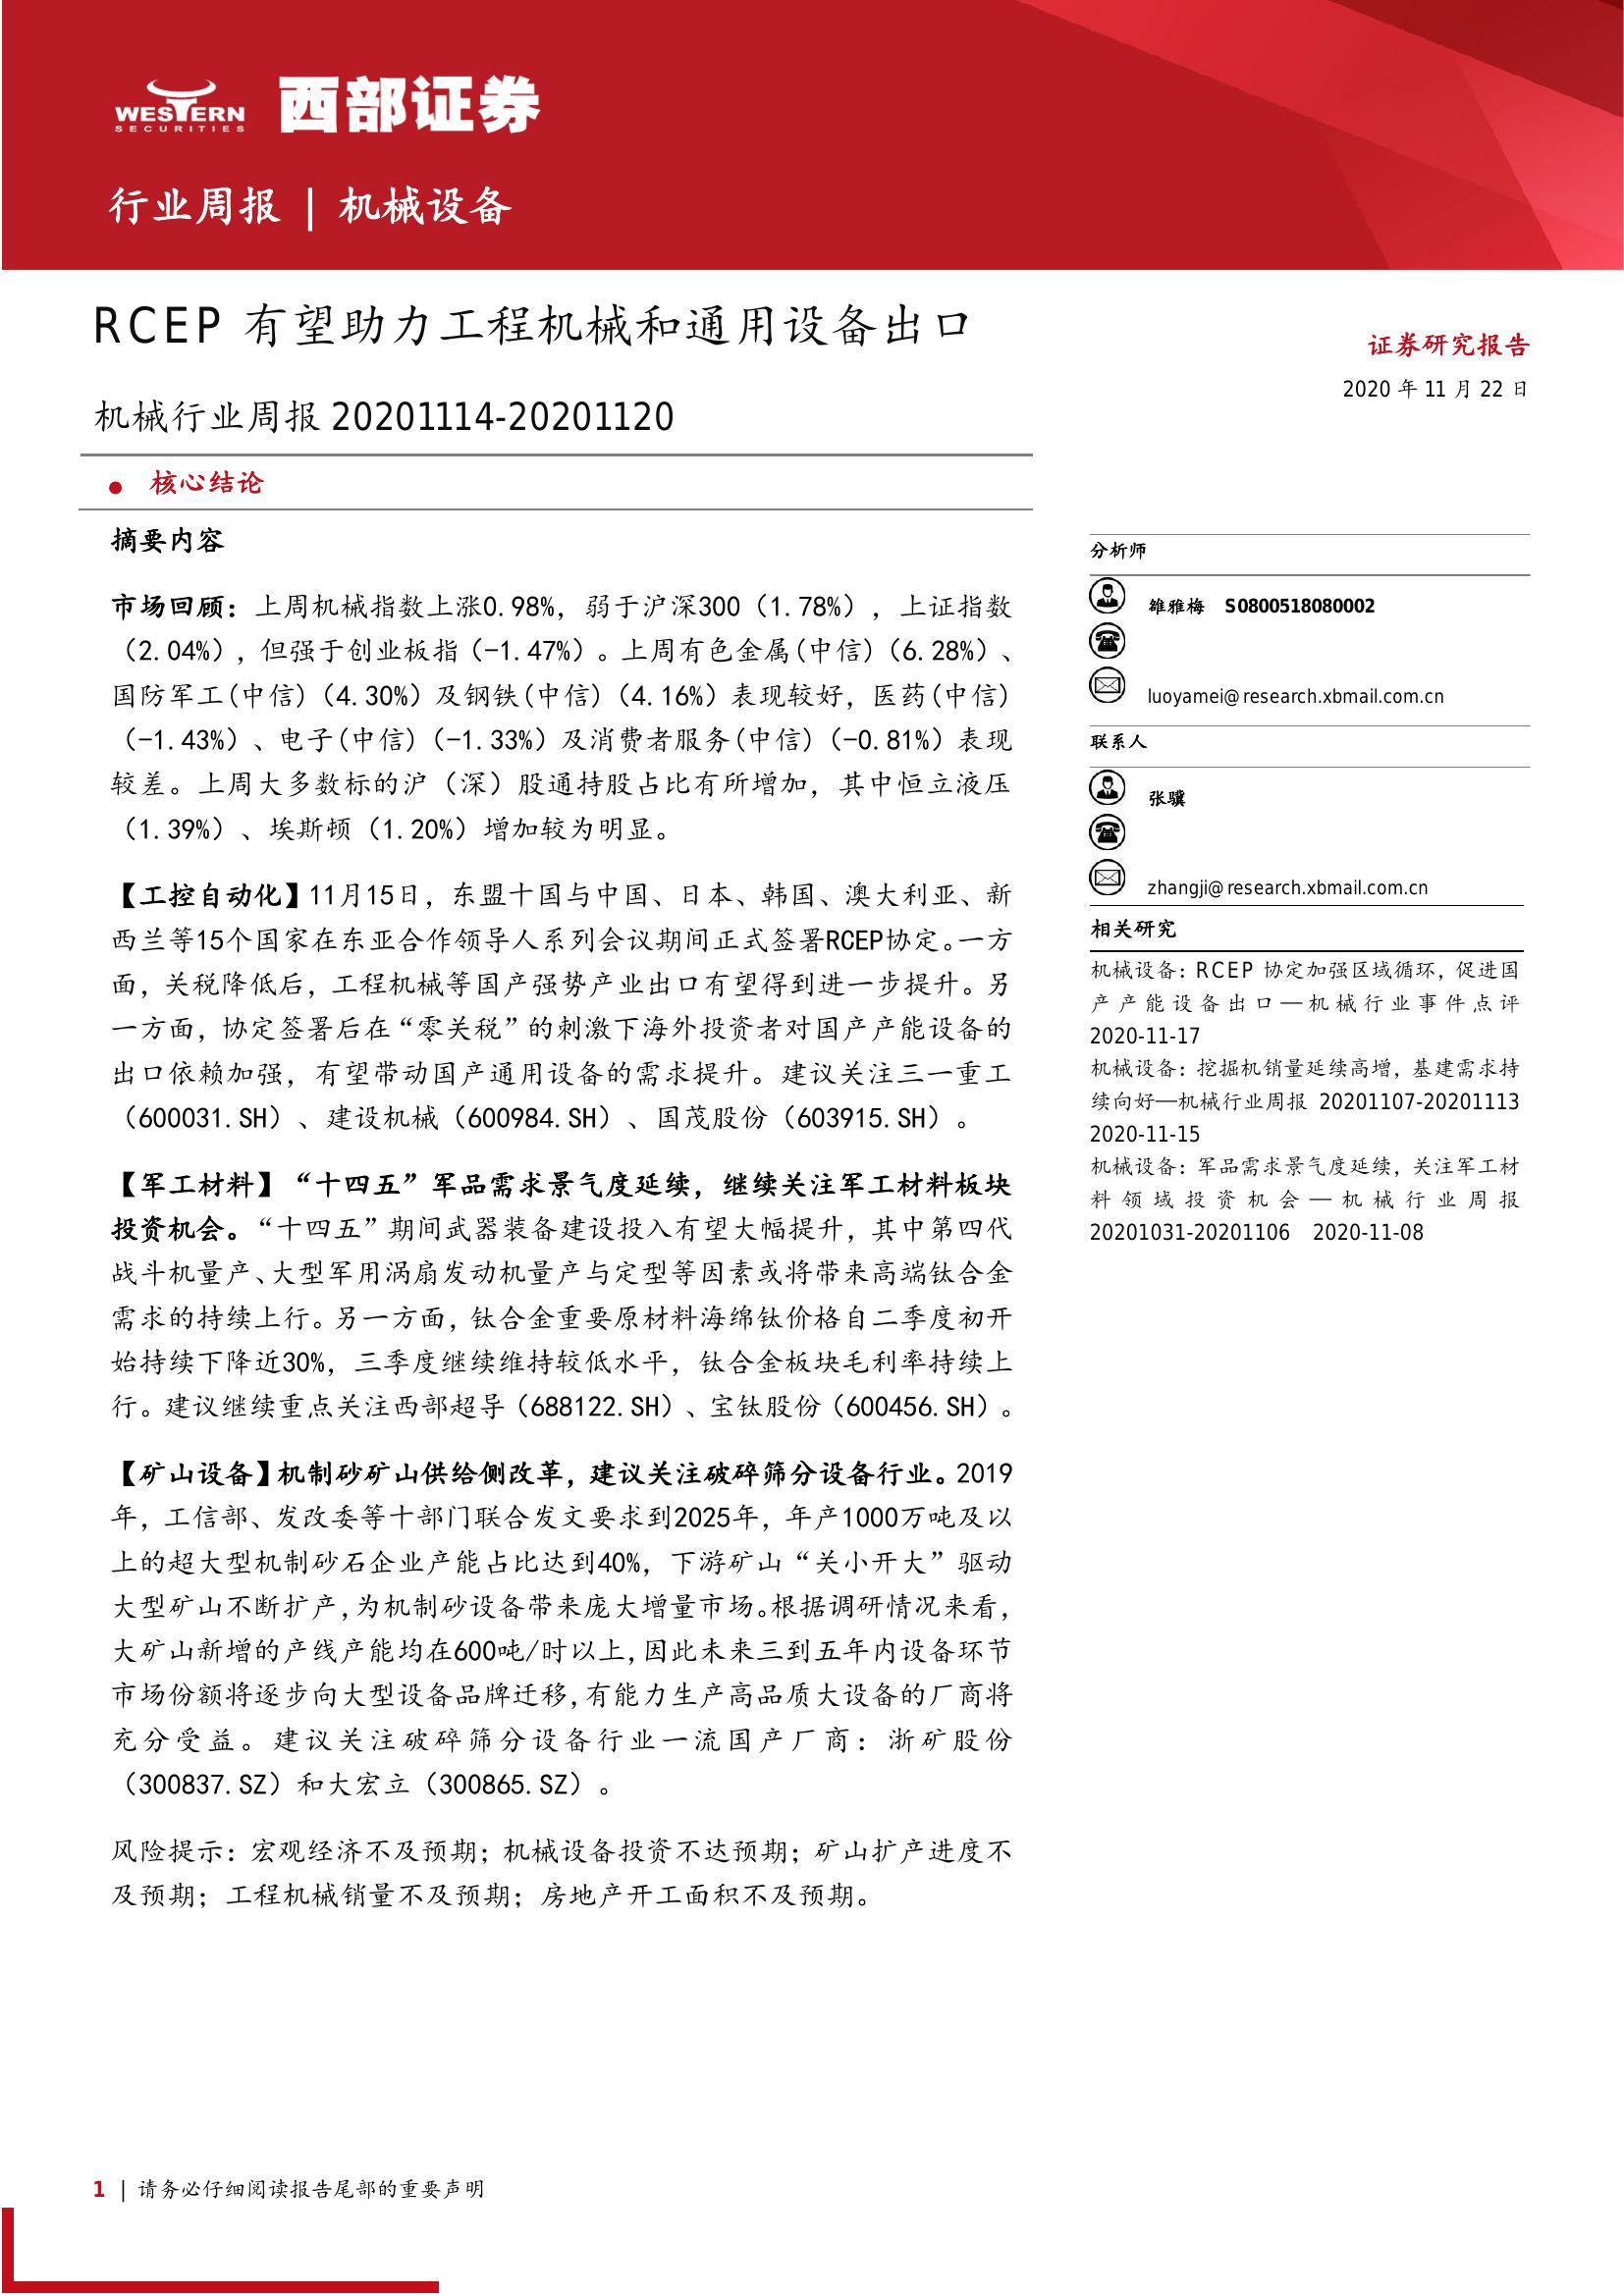 WESTERN
SECURITIES
西部证券
行业周报 | 机械设备
RCEP 有望助力工程机械和通用设备出口
机械行业周报 20201114-20201120
证券研究报告
2020 年 11 月 22 日
● 核心结论
摘要内容
市场回顾：上周机械指数上涨0.98%，弱于沪深300（1.78%），上证指数
（2.04%），但强于创业板指（-1.47%）。上周有色金属(中信)（6.28%）、
国防军工(中信)（4.30%）及钢铁(中信)（4.16%）表现较好，医药(中信)
（-1.43%）、电子(中信)（-1.33%）及消费者服务(中信)（-0.81%）表现
较差。上周大多数标的沪（深）股通持股占比有所增加，其中恒立液压
（1.39%）、埃斯顿（1.20%）增加较为明显。
【工控自动化】11月15日，东盟十国与中国、日本、韩国、澳大利亚、新
西兰等15个国家在东亚合作领导人系列会议期间正式签署RCEP协定。一方
面，关税降低后，工程机械等国产强势产业出口有望得到进一步提升。另
一方面，协定签署后在“零关税”的刺激下海外投资者对国产产能设备的
出口依赖加强，有望带动国产通用设备的需求提升。建议关注三一重工
（600031.SH）、建设机械（600984.SH）、国茂股份（603915.SH）。
【军工材料】“十四五”军品需求景气度延续，继续关注军工材料板块
投资机会。“十四五”期间武器装备建设投入有望大幅提升，其中第四代
战斗机量产、大型军用涡扇发动机量产与定型等因素或将带来高端钛合金
需求的持续上行。另一方面，钛合金重要原材料海绵钛价格自二季度初开
始持续下降近30%，三季度继续维持较低水平，钛合金板块毛利率持续上
行。建议继续重点关注西部超导（688122.SH）、宝钛股份（600456.SH）。
【矿山设备】机制砂矿山供给侧改革，建议关注破碎筛分设备行业。2019
年，工信部、发改委等十部门联合发文要求到2025年，年产1000万吨及以
上的超大型机制砂石企业产能占比达到40%，下游矿山“关小开大”驱动
大型矿山不断扩产，为机制砂设备带来庞大增量市场。根据调研情况来看，
大矿山新增的产线产能均在600吨/时以上，因此未来三到五年内设备环节
市场份额将逐步向大型设备品牌迁移，有能力生产高品质大设备的厂商将
充分受益。建议关注破碎筛分设备行业一流国产厂商：浙矿股份
（300837.SZ）和大宏立（300865.SZ）。
风险提示：宏观经济不及预期；机械设备投资不达预期；矿山扩产进度不
及预期；工程机械销量不及预期；房地产开工面积不及预期。
分析师
雒雅梅 S0800518080002
luoyamei@research.xbmail.com.cn
联系人
张骥
zhangji@research.xbmail.com.cn
相关研究
机械设备：RCEP 协定加强区域循环，促进国
产产能设备出口—机械行业事件点评
2020-11-17
机械设备：挖掘机销量延续高增，基建需求持
续向好—机械行业周报 20201107-20201113
2020-11-15
机械设备：军品需求景气度延续，关注军工材
料领域投资机会—机械行业周报
20201031-20201106 2020-11-08
1 | 请务必仔细阅读报告尾部的重要声明